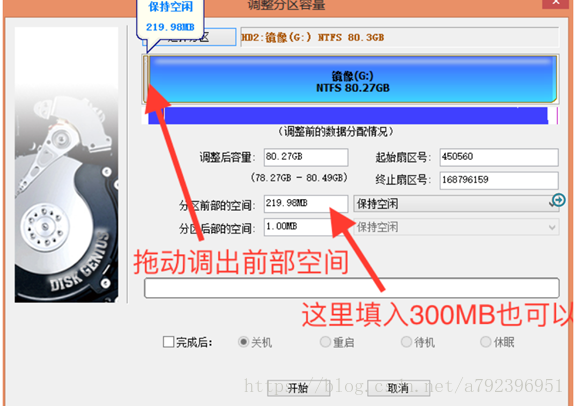 调整分区容量
保持空闲
219.98MB
选择分区 HD2:镜像(G:) NTFS 80.3GB
镜像(G:)
NTFS 80.27GB
(调整前的数据分配情况)
调整后容量: 80.27GB 起始扇区号: 450560
(78.27GB - 80.49GB) 终止扇区号: 168796159
分区前部的空间: 219.98MB 保持空闲
分区后部的空间: 1.00MB 保持空闲
拖动调出前部空间
这里填入300MB也可以
DISK GENIUS
完成后: 关机 重启 待机 休眠
开始 取消
https://blog.csdn.net/a792396951